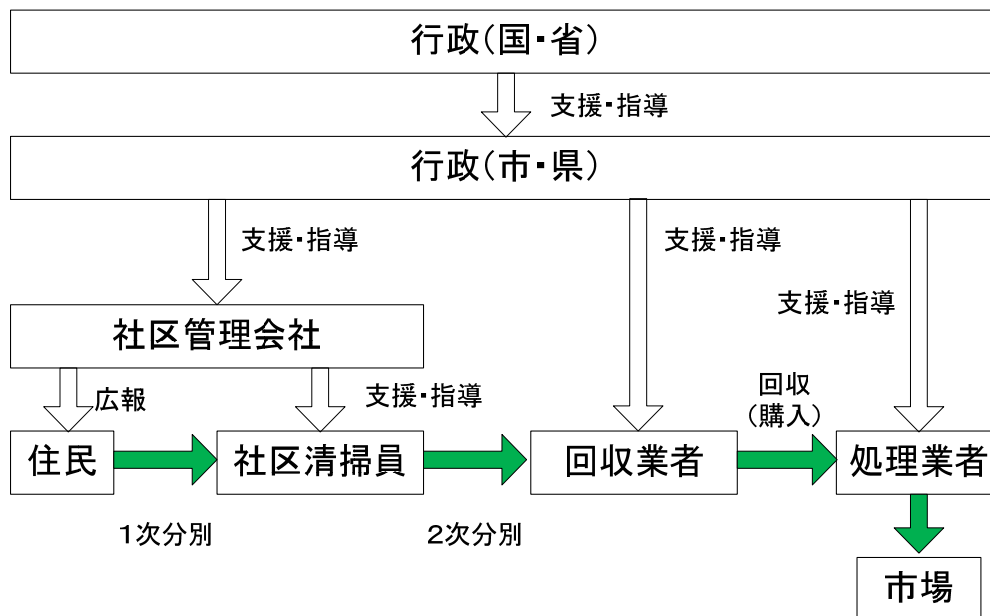 行政(国・省)
支援・指導
行政(市・県)
支援・指導
支援・指導
支援・指導
社区管理会社
広報
支援・指導
回収
(購入)
住民
社区清掃員
回収業者
処理業者
1次分別
2次分別
市場